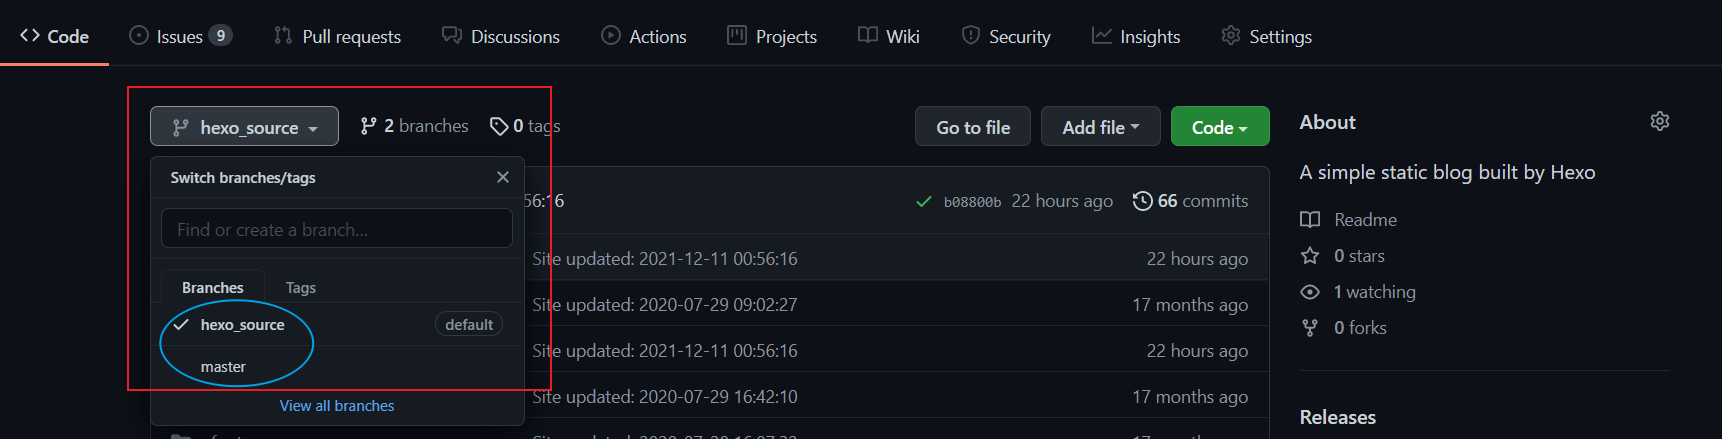 Code Issues 9 Pull requests Discussions Actions Projects Wiki Security Insights Settings
hexo_source 2 branches 0 tags Go to file Add file Code
Switch branches/tags
56:16 b08800b 22 hours ago 66 commits
Find or create a branch...
Site updated: 2021-12-11 00:56:16 22 hours ago
Branches Tags
Site updated: 2020-07-29 09:02:27 17 months ago
hexo_source default
Site updated: 2021-12-11 00:56:16 22 hours ago
master
Site updated: 2020-07-29 16:42:10 17 months ago
View all branches
About
A simple static blog built by Hexo
Readme
0 stars
1 watching
0 forks
Releases